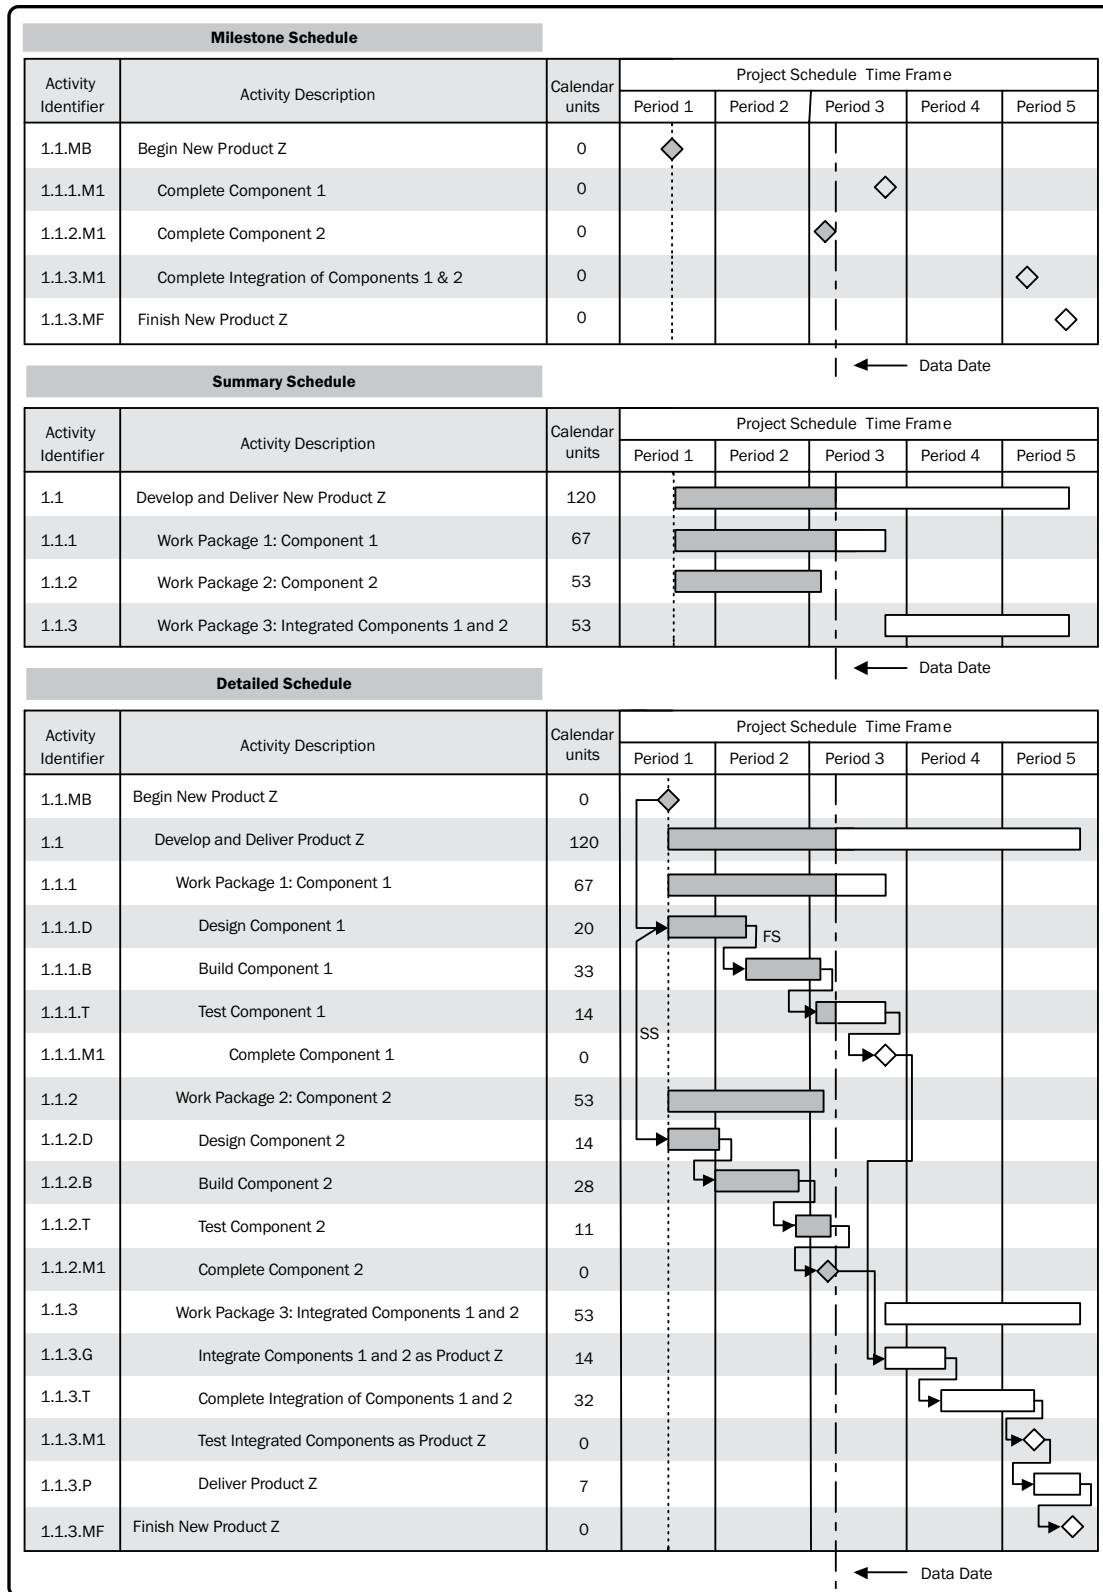 Milestone Schedule
Activity Identifier Activity Description Calendar units Project Schedule Time Frame
Period 1 Period 2 Period 3 Period 4 Period 5
1.1.MB Begin New Product Z 0
1.1.1.M1 Complete Component 1 0
1.1.2.M1 Complete Component 2 0
1.1.3.M1 Complete Integration of Components 1 & 2 0
1.1.3.MF Finish New Product Z 0
Data Date
Summary Schedule
Activity Identifier Activity Description Calendar units Project Schedule Time Frame
Period 1 Period 2 Period 3 Period 4 Period 5
1.1 Develop and Deliver New Product Z 120
1.1.1 Work Package 1: Component 1 67
1.1.2 Work Package 2: Component 2 53
1.1.3 Work Package 3: Integrated Components 1 and 2 53
Data Date
Detailed Schedule
Activity Identifier Activity Description Calendar units Project Schedule Time Frame
Period 1 Period 2 Period 3 Period 4 Period 5
1.1.MB Begin New Product Z 0
1.1 Develop and Deliver Product Z 120
1.1.1 Work Package 1: Component 1 67
1.1.1.D Design Component 1 20
FS
1.1.1.B Build Component 1 33
1.1.1.T Test Component 1 14
SS
1.1.1.M1 Complete Component 1 0
1.1.2 Work Package 2: Component 2 53
1.1.2.D Design Component 2 14
1.1.2.B Build Component 2 28
1.1.2.T Test Component 2 11
1.1.2.M1 Complete Component 2 0
1.1.3 Work Package 3: Integrated Components 1 and 2 53
1.1.3.G Integrate Components 1 and 2 as Product Z 14
1.1.3.T Complete Integration of Components 1 and 2 32
1.1.3.M1 Test Integrated Components as Product Z 0
1.1.3.P Deliver Product Z 7
1.1.3.MF Finish New Product Z 0
Data Date